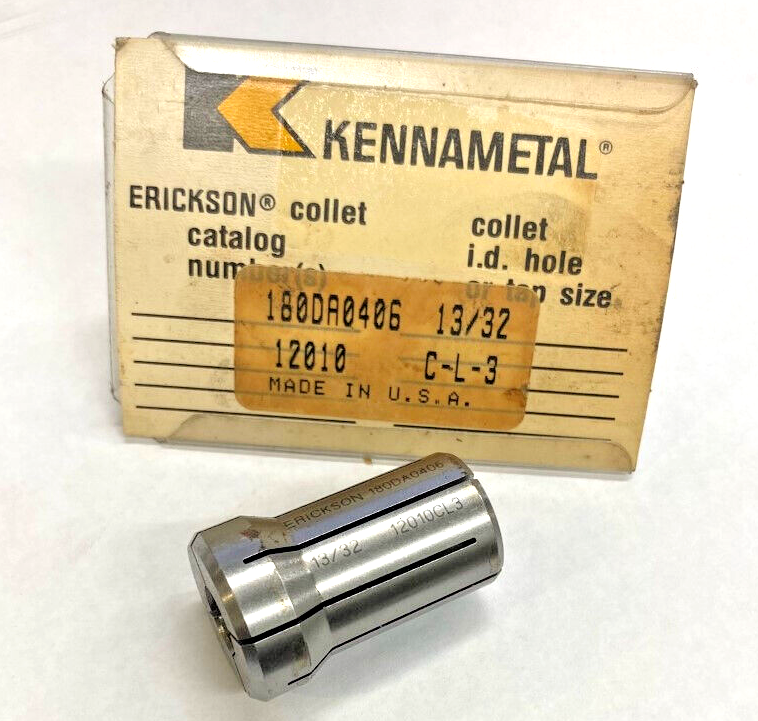 KENNAMETAL®
ERICKSON® collet
catalog
number(s)
collet
i.d. hole
or tap size
180DA0406 13/32
12010 C-L-3
MADE IN U.S.A.
ERICKSON 180DA0406
13/32 12010CL3